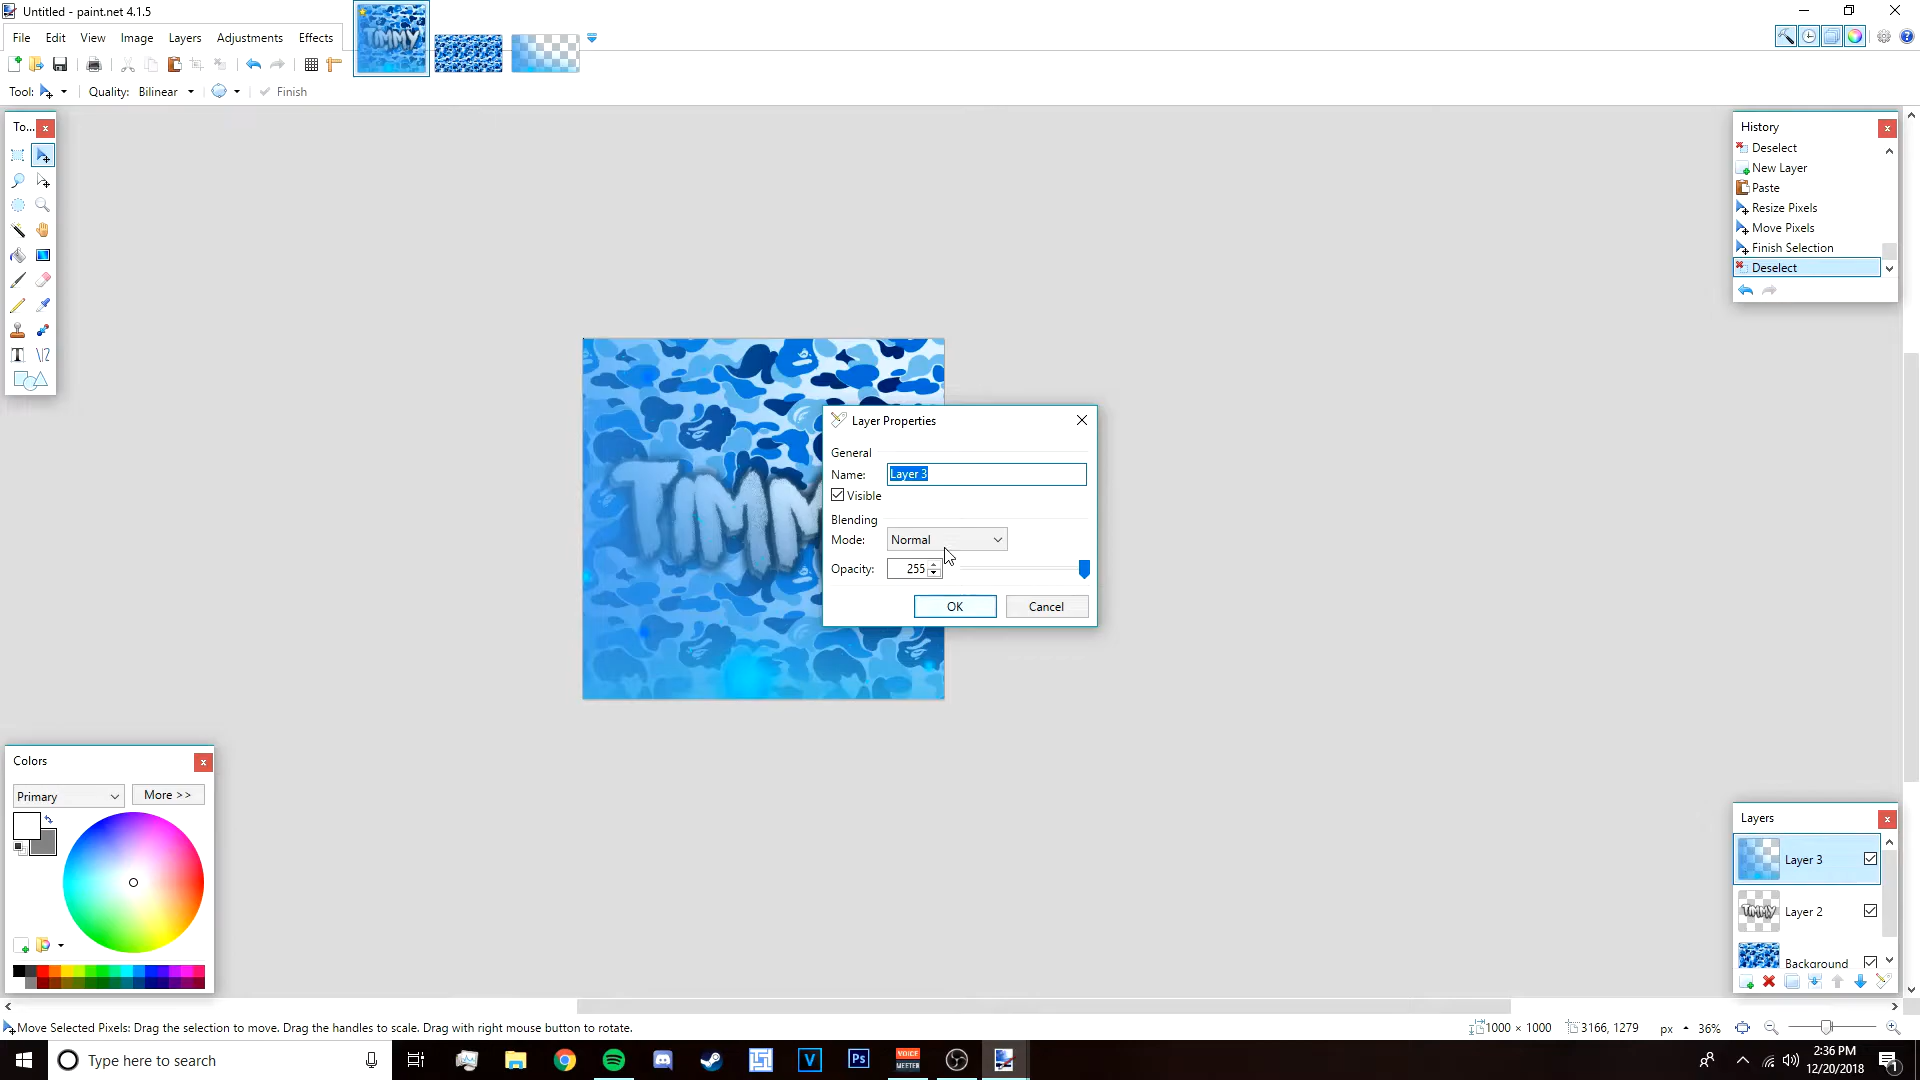 Untitled - paint.net 4.1.5
File Edit View Image Layers Adjustments Effects
Tool: Quality: Bilinear Finish
To...
TIMMY
Layer Properties
General
Name: Layer 3
Visible
Blending
Mode: Normal
Opacity: 255
OK Cancel
History
Deselect
New Layer
Paste
Resize Pixels
Move Pixels
Finish Selection
Deselect
Colors
Primary More >>
Layers
Layer 3
Layer 2
Background
Move Selected Pixels: Drag the selection to move. Drag the handles to scale. Drag with right mouse button to rotate.
1000 × 1000 3166, 1279 px 36%
Type here to search
V Ps VOICE MEETER
2:36 PM
12/20/2018
1